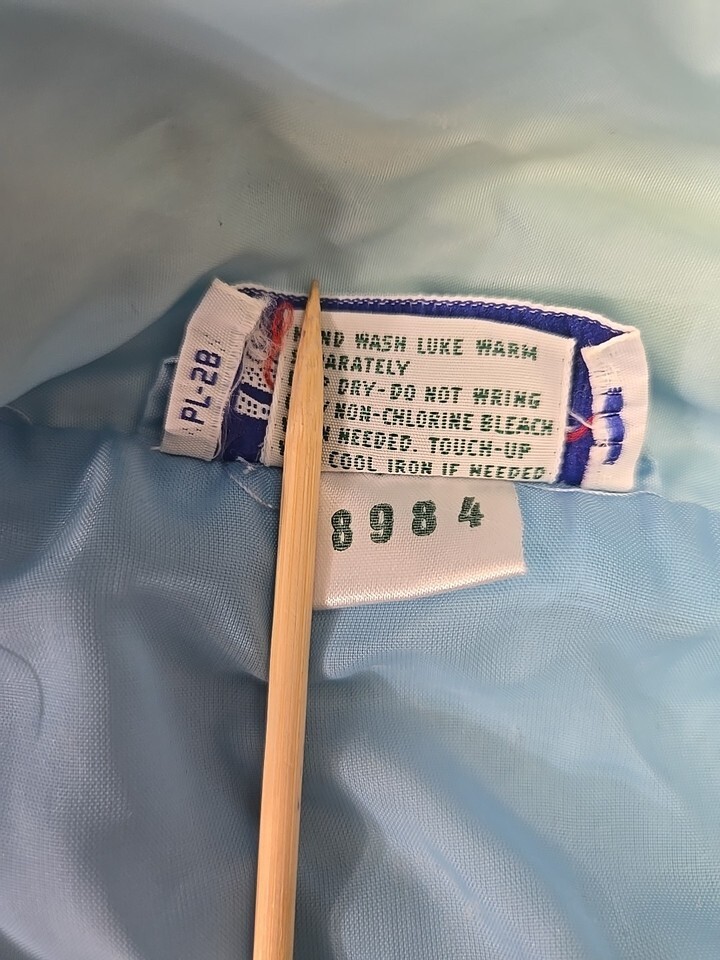 PL-28
WASH LUKE WARM
DRY-DO NOT WRING
NON-CHLORINE BLEACH
NEEDED. TOUCH-UP
COOL IRON IF NEEDED
8984